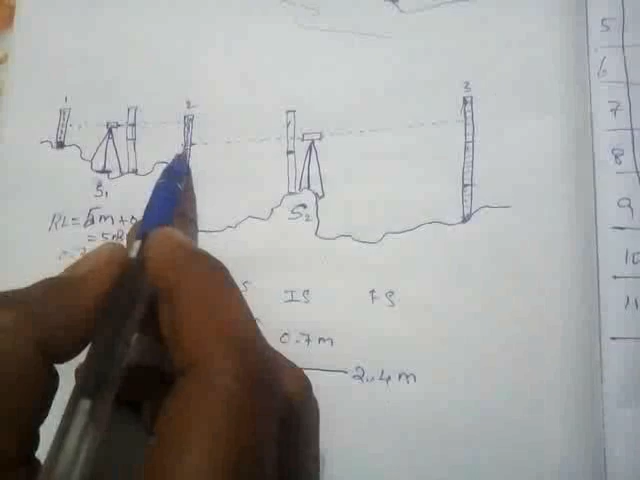 1
2
3
S1
S2
RL = 5m + 0
= 5m
S IS FS
0.7m
2.4m
5
6
7
8
9
10
11